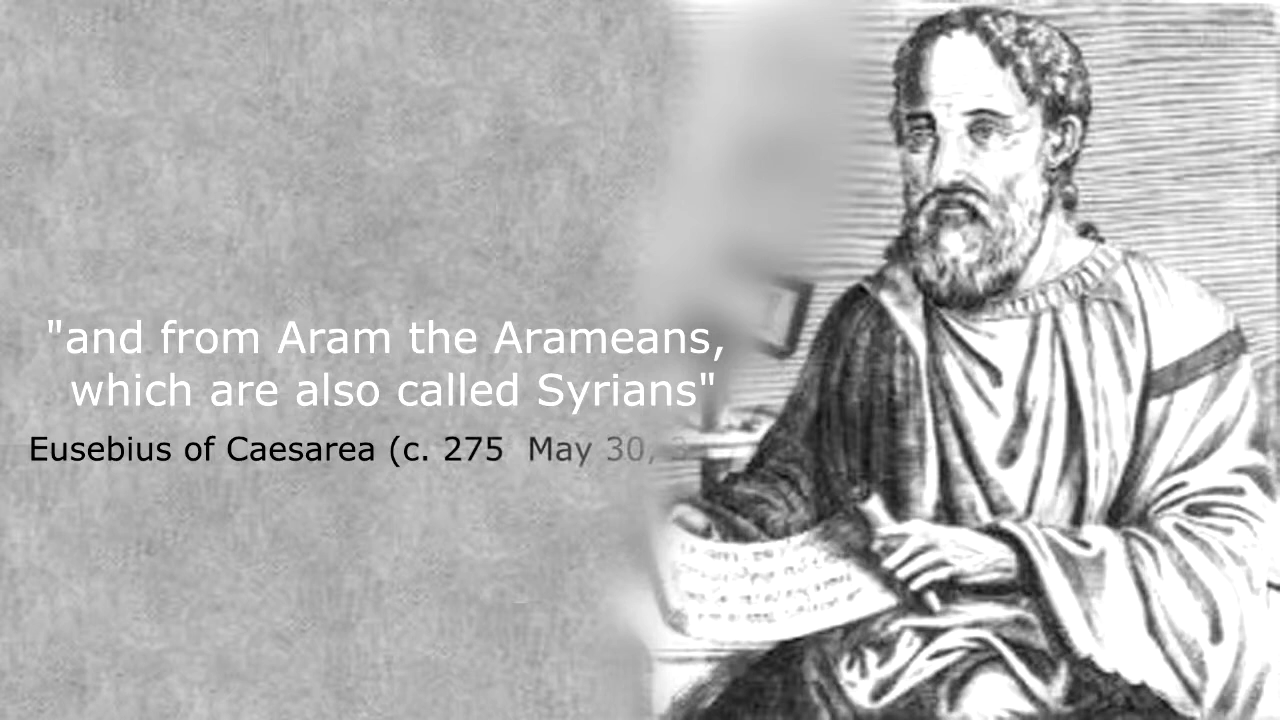 "and from Aram the Arameans,
which are also called Syrians"
Eusebius of Caesarea (c. 275 May 30,